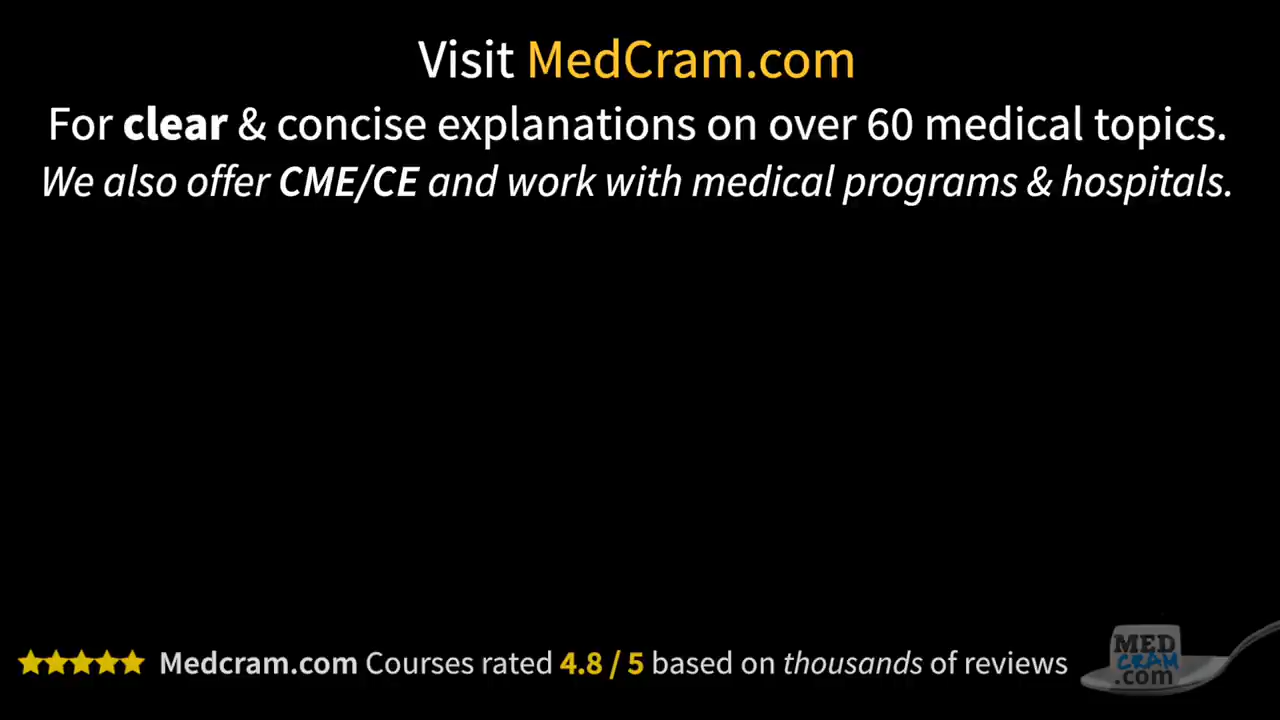 Visit MedCram.com
For clear & concise explanations on over 60 medical topics.
We also offer CME/CE and work with medical programs & hospitals.
Medcram.com Courses rated 4.8 / 5 based on thousands of reviews
MED
CRAM
.com